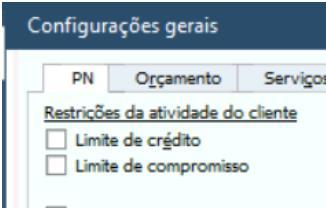 Configurações gerais
PN Orçamento Serviços
Restrições da atividade do cliente
Limite de crédito
Limite de compromisso